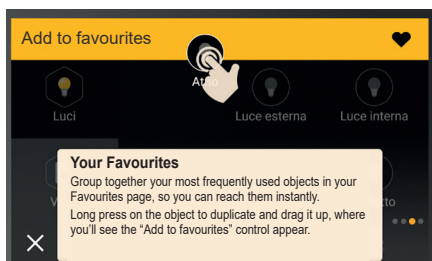 Add to favourites
Atrio
Luci
Luce esterna
Luce interna
Your Favourites
Group together your most frequently used objects in your
Favourites page, so you can reach them instantly.
Long press on the object to duplicate and drag it up, where
you’ll see the “Add to favourites” control appear.